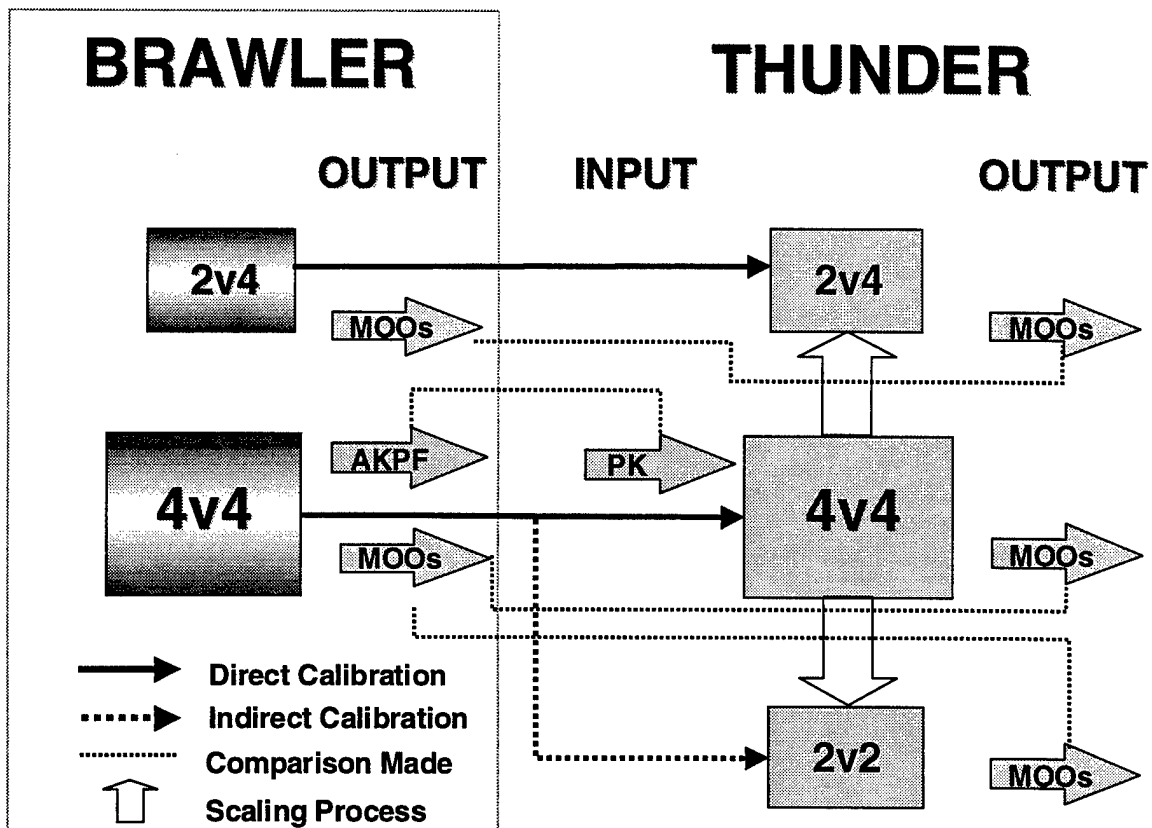 BRAWLER THUNDER
OUTPUT INPUT OUTPUT
2v4 2v4
MOOs MOOs
AKPF PK
4v4 4v4
MOOs MOOs
Direct Calibration
Indirect Calibration
Comparison Made
Scaling Process
2v2
MOOs